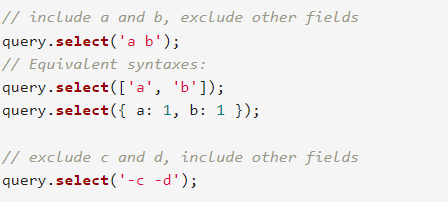 // include a and b, exclude other fields
query.select('a b');
// Equivalent syntaxes:
query.select(['a', 'b']);
query.select({ a: 1, b: 1 });
// exclude c and d, include other fields
query.select('-c -d');